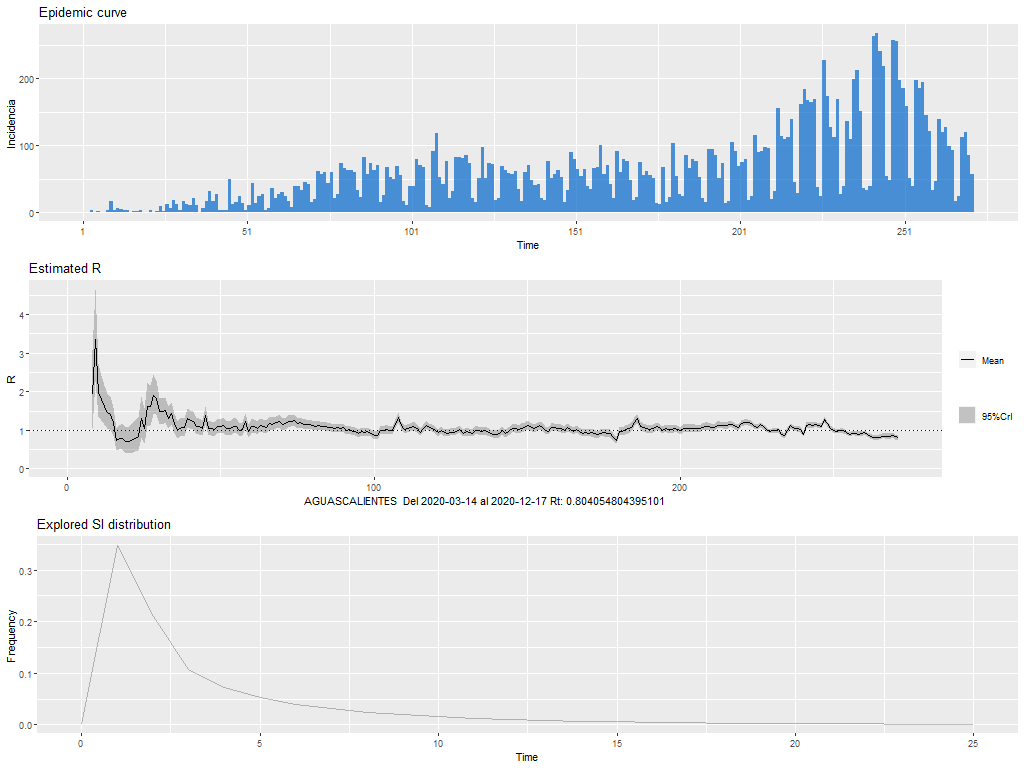 Epidemic curve
Incidencia
200
100
0
1 51 101 151 201 251
Time
Estimated R
R
4
3
2
1
0
0 100 200
AGUASCALIENTES Del 2020-03-14 al 2020-12-17 Rt: 0.804054804395101
Mean
95%CrI
Explored SI distribution
Frequency
0.3
0.2
0.1
0.0
0 5 10 15 20 25
Time